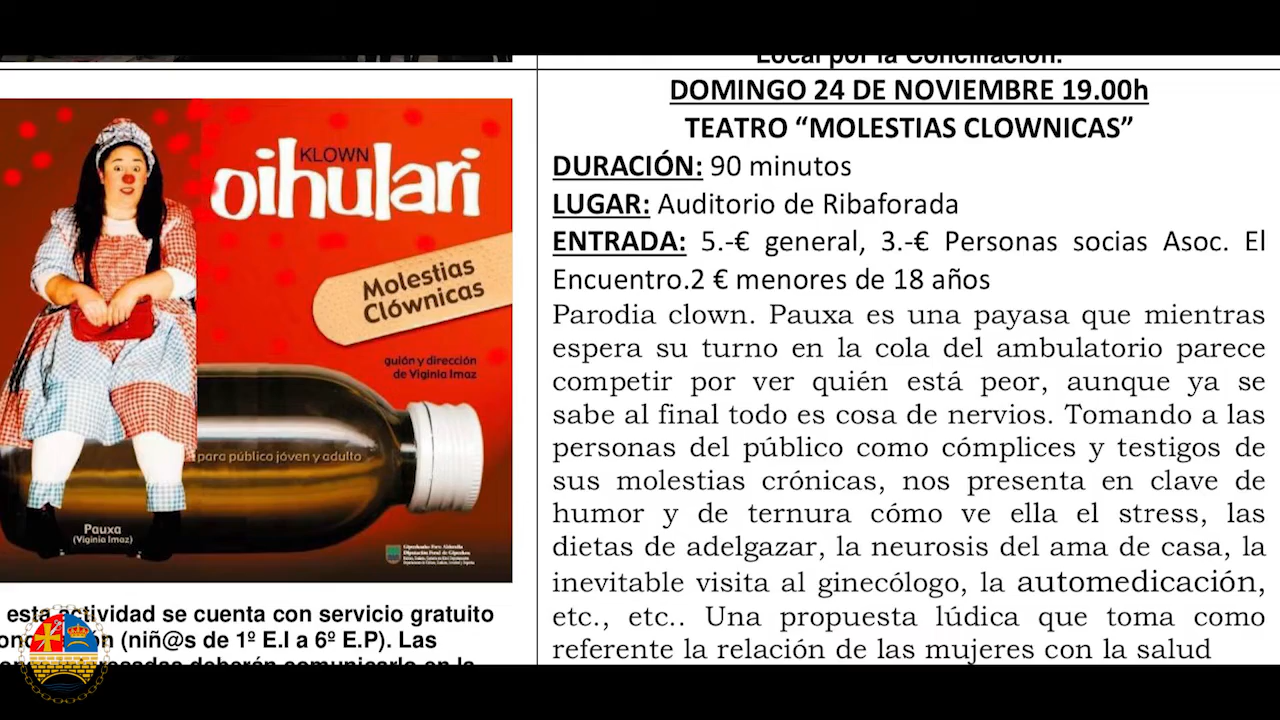 Local por la Conciliación.
DOMINGO 24 DE NOVIEMBRE 19.00h
TEATRO “MOLESTIAS CLOWNICAS”
DURACIÓN: 90 minutos
LUGAR: Auditorio de Ribaforada
ENTRADA: 5.-€ general, 3.-€ Personas socias Asoc. El
Encuentro.2 € menores de 18 años
Parodia clown. Pauxa es una payasa que mientras
espera su turno en la cola del ambulatorio parece
competir por ver quién está peor, aunque ya se
sabe al final todo es cosa de nervios. Tomando a las
personas del público como cómplices y testigos de
sus molestias crónicas, nos presenta en clave de
humor y de ternura cómo ve ella el stress, las
dietas de adelgazar, la neurosis del ama de casa, la
inevitable visita al ginecólogo, la automedicación,
etc., etc.. Una propuesta lúdica que toma como
referente la relación de las mujeres con la salud
KLOWN
oihulari
Molestias
Clównicas
guión y dirección
de Viginia Imaz
para público jóven y adulto
Pauxa
(Viginia Imaz)
esta actividad se cuenta con servicio gratuito
(niñ@s de 1º E.I a 6º E.P). Las